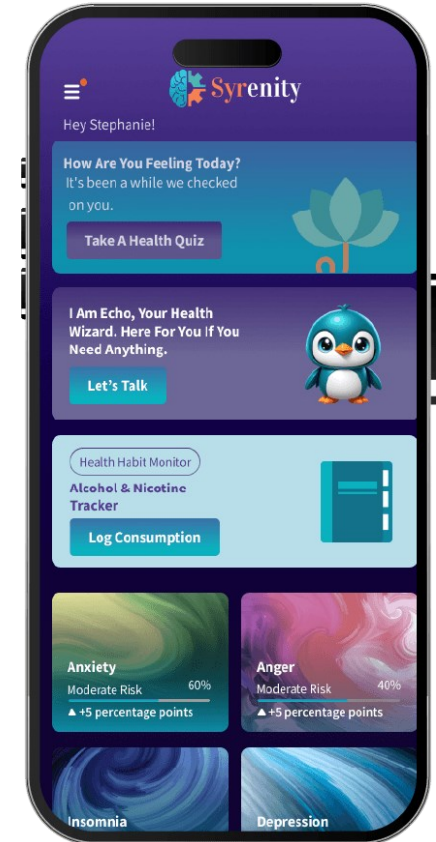 Syrenity
Hey Stephanie!
How Are You Feeling Today?
It's been a while we checked
on you.
Take A Health Quiz
I Am Echo, Your Health
Wizard. Here For You If You
Need Anything.
Let's Talk
Health Habit Monitor
Alcohol & Nicotine
Tracker
Log Consumption
Anxiety
Moderate Risk 60%
▲ +5 percentage points
Anger
Moderate Risk 40%
▲ +5 percentage points
Insomnia
Depression